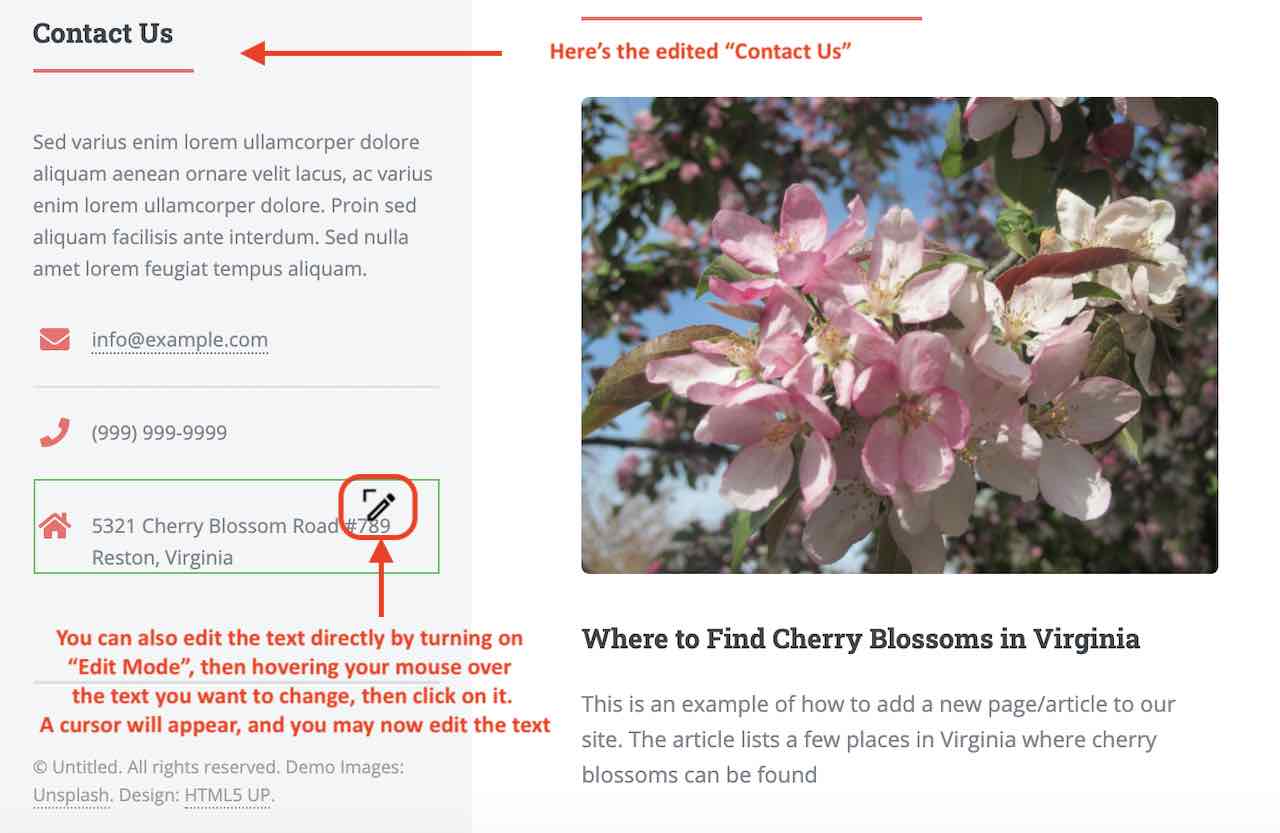 Contact Us
Here's the edited “Contact Us”
Sed varius enim lorem ullamcorper dolore
aliquam aenean ornare velit lacus, ac varius
enim lorem ullamcorper dolore. Proin sed
aliquam facilisis ante interdum. Sed nulla
amet lorem feugiat tempus aliquam.
info@example.com
(999) 999-9999
5321 Cherry Blossom Road #789
Reston, Virginia
You can also edit the text directly by turning on
“Edit Mode”, then hovering your mouse over
the text you want to change, then click on it.
A cursor will appear, and you may now edit the text
© Untitled. All rights reserved. Demo Images:
Unsplash. Design: HTML5 UP.
Where to Find Cherry Blossoms in Virginia
This is an example of how to add a new page/article to our
site. The article lists a few places in Virginia where cherry
blossoms can be found